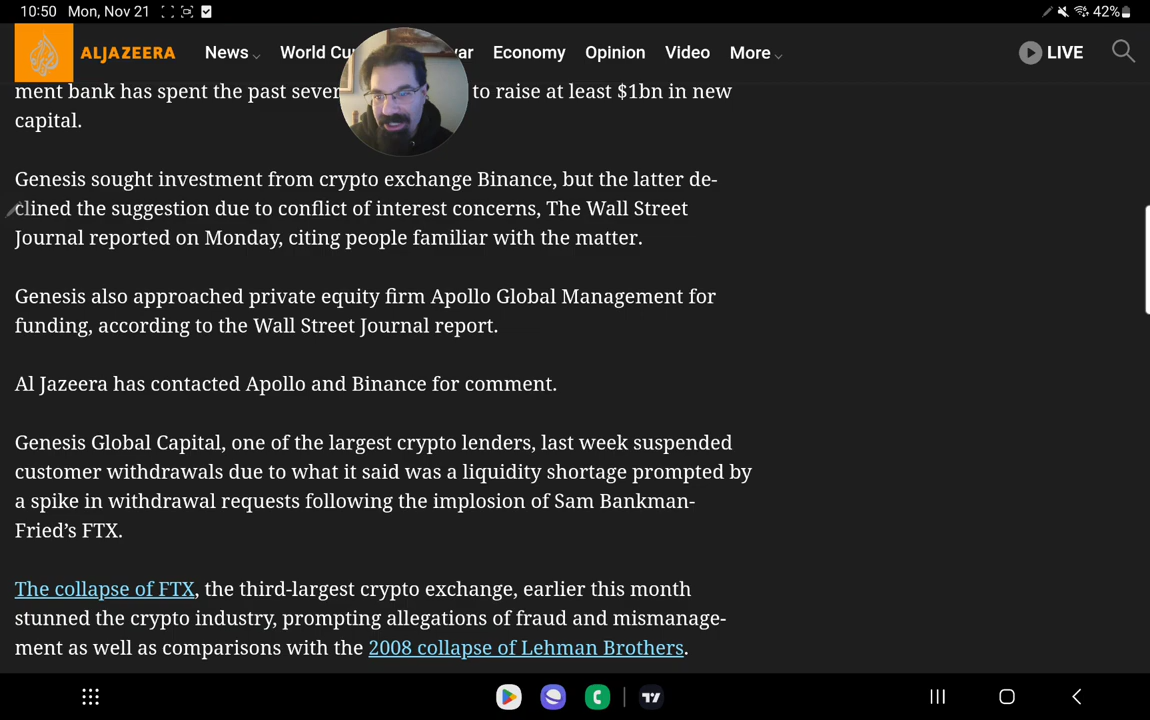 10:50 Mon, Nov 21 42%
ALJAZEERA News World Cu ar Economy Opinion Video More LIVE
ment bank has spent the past sever to raise at least $1bn in new
capital.
Genesis sought investment from crypto exchange Binance, but the latter de-
clined the suggestion due to conflict of interest concerns, The Wall Street
Journal reported on Monday, citing people familiar with the matter.
Genesis also approached private equity firm Apollo Global Management for
funding, according to the Wall Street Journal report.
Al Jazeera has contacted Apollo and Binance for comment.
Genesis Global Capital, one of the largest crypto lenders, last week suspended
customer withdrawals due to what it said was a liquidity shortage prompted by
a spike in withdrawal requests following the implosion of Sam Bankman-
Fried’s FTX.
The collapse of FTX, the third-largest crypto exchange, earlier this month
stunned the crypto industry, prompting allegations of fraud and mismanage-
ment as well as comparisons with the 2008 collapse of Lehman Brothers.